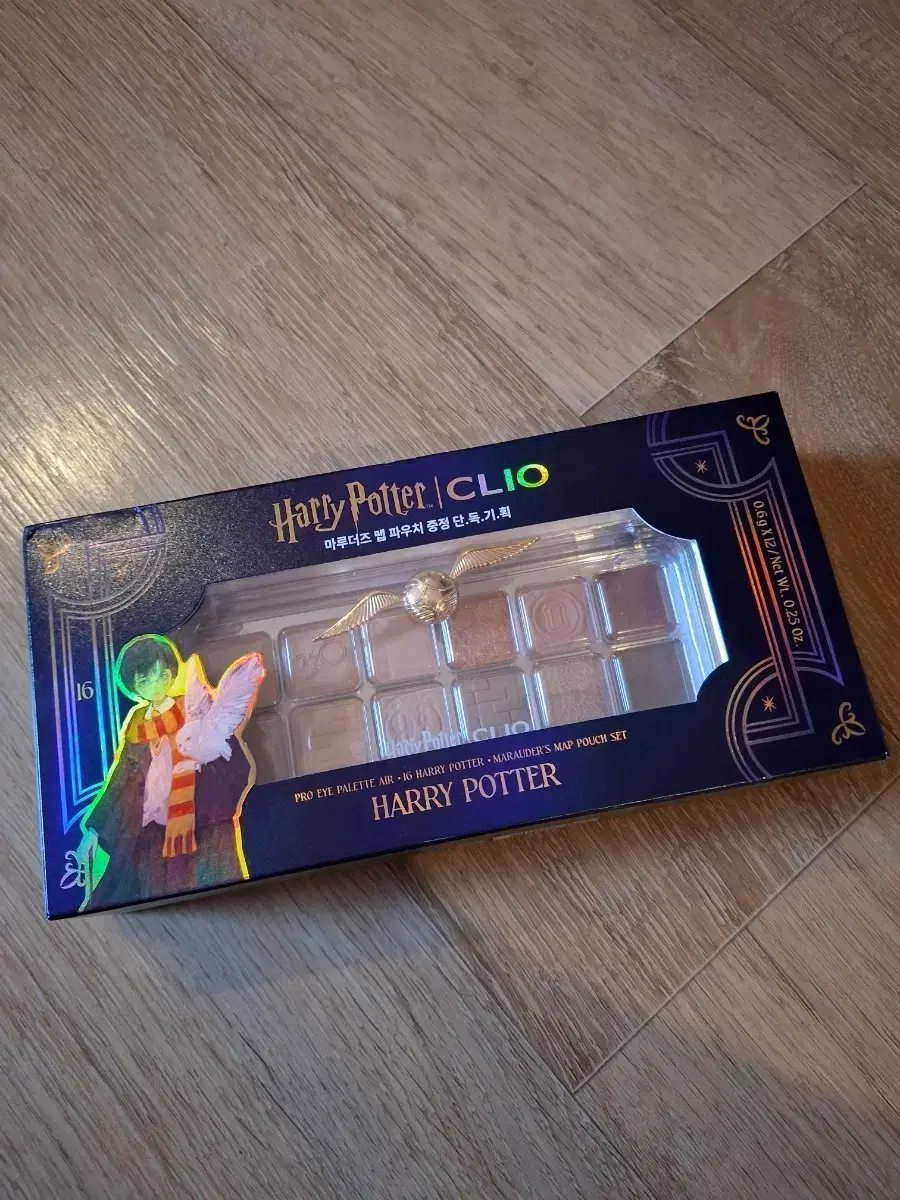 Harry Potter™ | CLIO
마루더즈 맵 파우치 증정 단.독.기.획
0.6g X 12 / Net Wt. 0.25 Oz.
16
Harry Potter CLIO
PRO EYE PALETTE AIR • 16 HARRY POTTER • MARAUDER'S MAP POUCH SET
HARRY POTTER